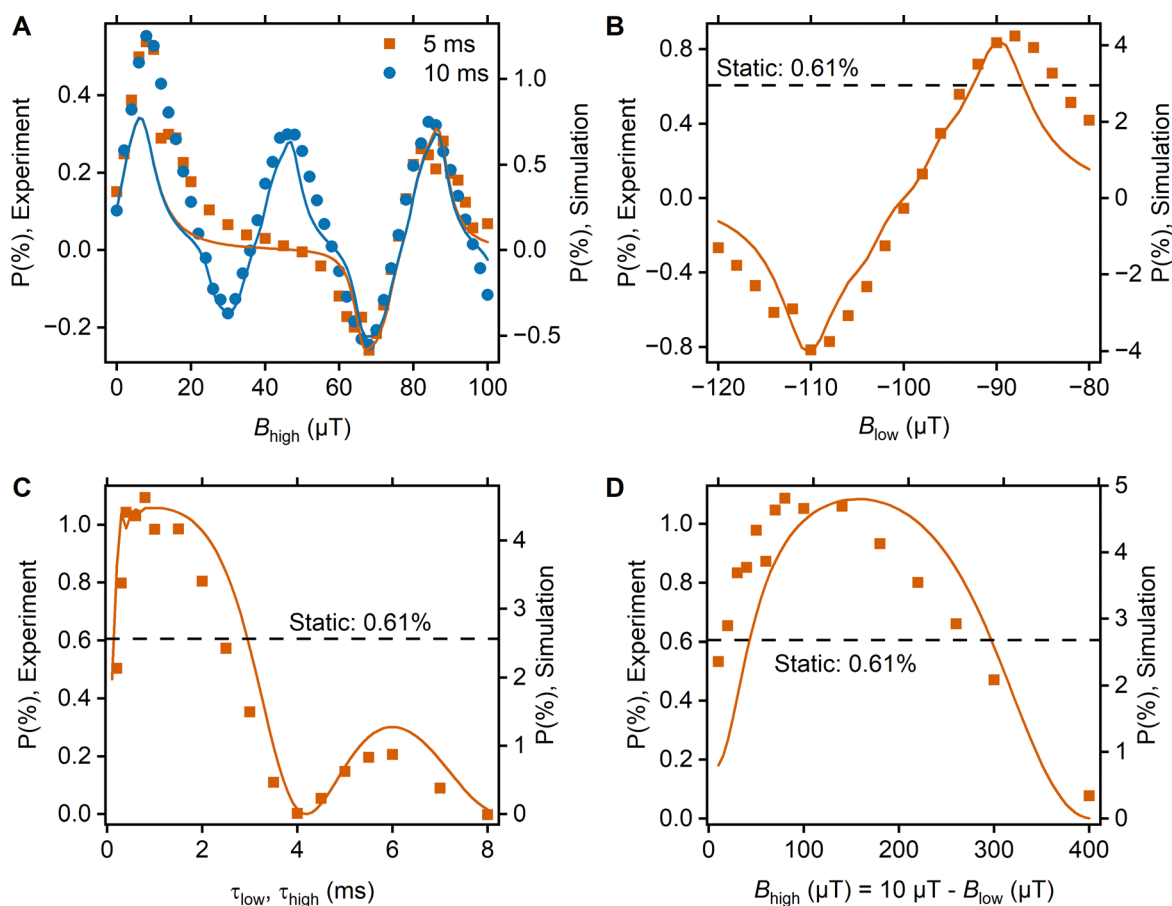 A
5 ms
10 ms
0.4
0.2
0.0
−0.2
1.0
0.5
0.0
−0.5
0
20
40
60
80
100
P(%), Experiment
P(%), Simulation
B_high (µT)
B
Static: 0.61%
0.8
0.4
0.0
−0.4
−0.8
4
2
0
−2
−4
−120
−110
−100
−90
−80
P(%), Experiment
P(%), Simulation
B_low (µT)
C
Static: 0.61%
1.0
0.8
0.6
0.4
0.2
0.0
4
3
2
1
0
0
2
4
6
8
P(%), Experiment
P(%), Simulation
τ_low, τ_high (ms)
D
Static: 0.61%
1.0
0.8
0.6
0.4
0.2
0.0
5
4
3
2
1
0
0
100
200
300
400
P(%), Experiment
P(%), Simulation
B_high (µT) = 10 µT - B_low (µT)